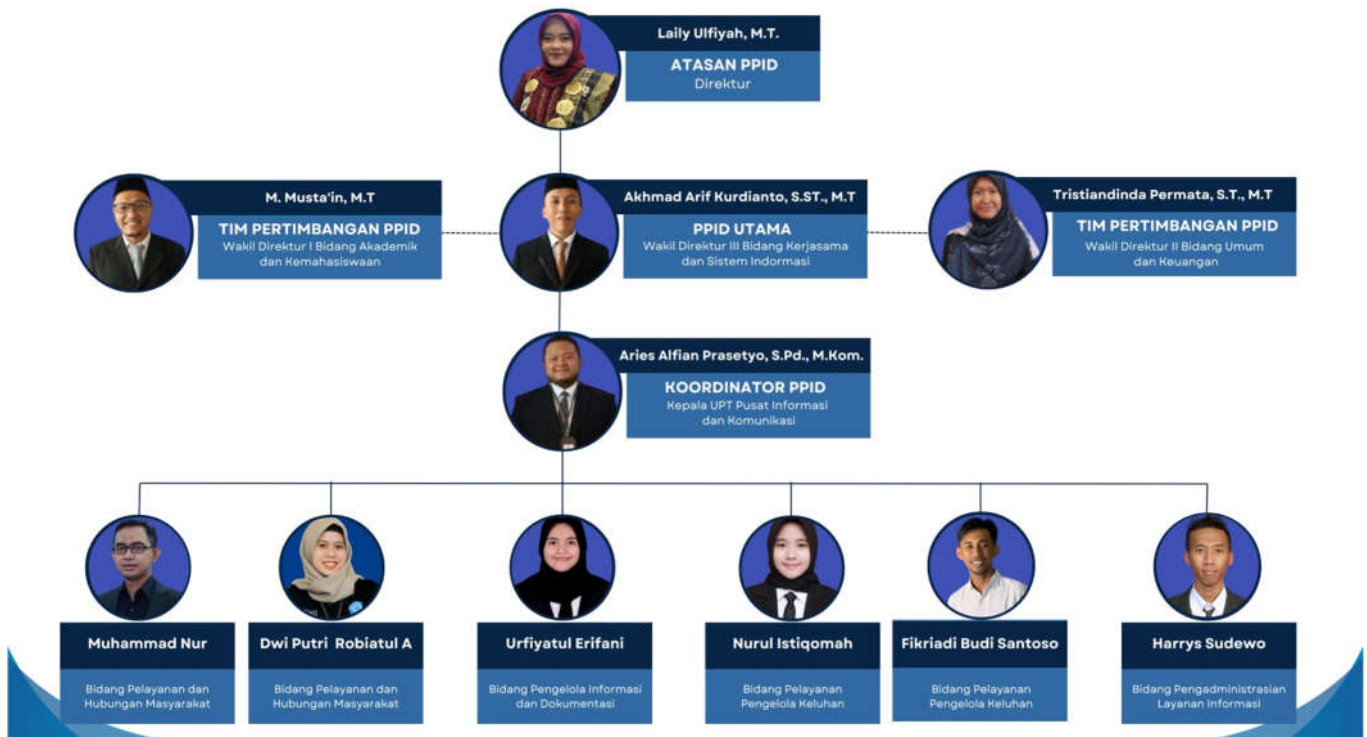 Laily Ulfiyah, M.T.
ATASAN PPID
Direktur
M. Musta'in, M.T
TIM PERTIMBANGAN PPID
Wakil Direktur I Bidang Akademik
dan Kemahasiswaan
Akhmad Arif Kurdianto, S.ST., M.T
PPID UTAMA
Wakil Direktur III Bidang Kerjasama
dan Sistem Indormasi
Tristiandinda Permata, S.T., M.T
TIM PERTIMBANGAN PPID
Wakil Direktur II Bidang Umum
dan Keuangan
Aries Alfian Prasetyo, S.Pd., M.Kom.
KOORDINATOR PPID
Kepala UPT Pusat Informasi
dan Komunikasi
Muhammad Nur
Bidang Pelayanan dan
Hubungan Masyarakat
Dwi Putri Robiatul A
Bidang Pelayanan dan
Hubungan Masyarakat
Urfiyatul Erifani
Bidang Pengelola Informasi
dan Dokumentasi
Nurul Istiqomah
Bidang Pelayanan
Pengelola Keluhan
Fikriadi Budi Santoso
Bidang Pelayanan
Pengelola Keluhan
Harrys Sudewo
Bidang Pengadministrasian
Layanan Informasi